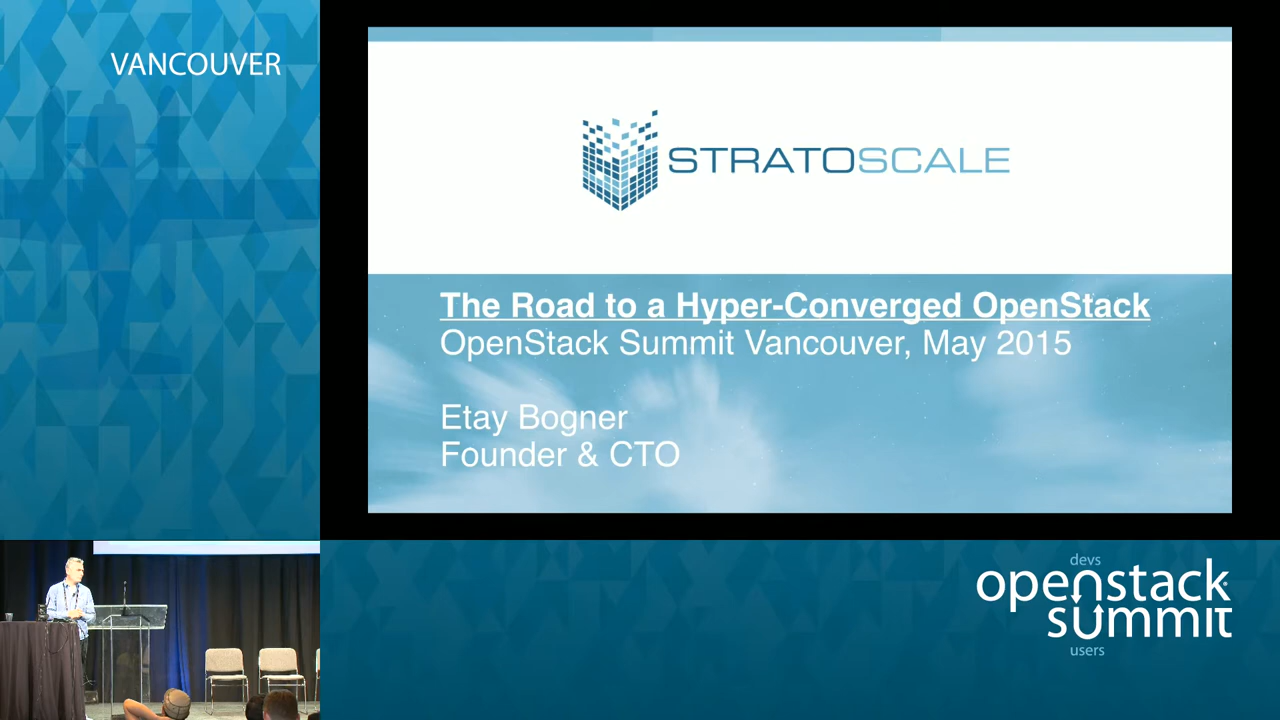 VANCOUVER
STRATOSCALE
The Road to a Hyper-Converged OpenStack
OpenStack Summit Vancouver, May 2015
Etay Bogner
Founder & CTO
devs
openstack
summit
users